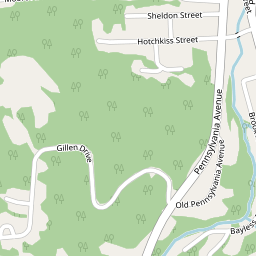 Sheldon Street
Hotchkiss Street
Pennsylvania Avenue
Gillen Drive
Old Pennsylvania Avenue
Bayless